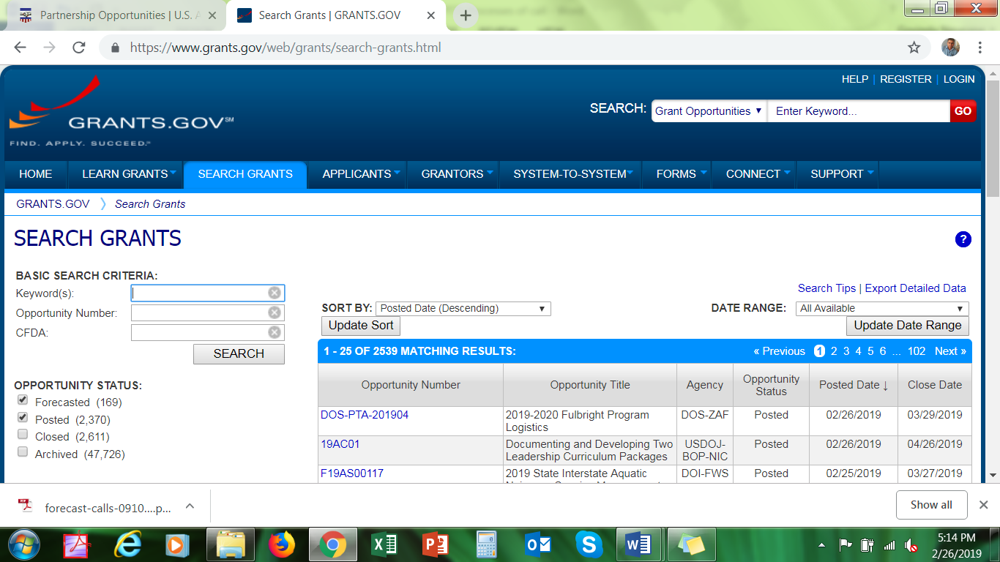 Partnership Opportunities | U.S. A
Search Grants | GRANTS.GOV
https://www.grants.gov/web/grants/search-grants.html
HELP | REGISTER | LOGIN
SEARCH: Grant Opportunities Enter Keyword... GO
GRANTS.GOV℠
FIND. APPLY. SUCCEED.℠
HOME LEARN GRANTS SEARCH GRANTS APPLICANTS GRANTORS SYSTEM-TO-SYSTEM FORMS CONNECT SUPPORT
GRANTS.GOV 〉 Search Grants
SEARCH GRANTS ?
BASIC SEARCH CRITERIA:
Keyword(s):
Opportunity Number:
CFDA:
SEARCH
OPPORTUNITY STATUS:
Forecasted (169)
Posted (2,370)
Closed (2,611)
Archived (47,726)
Search Tips | Export Detailed Data
SORT BY: Posted Date (Descending) DATE RANGE: All Available
Update Sort Update Date Range
1 - 25 OF 2539 MATCHING RESULTS: « Previous 1 2 3 4 5 6 ... 102 Next »
Opportunity Number Opportunity Title Agency Opportunity Status Posted Date ↓ Close Date
DOS-PTA-201904 2019-2020 Fulbright Program Logistics DOS-ZAF Posted 02/26/2019 03/29/2019
19AC01 Documenting and Developing Two Leadership Curriculum Packages USDOJ-BOP-NIC Posted 02/26/2019 04/26/2019
F19AS00117 2019 State Interstate Aquatic DOI-FWS Posted 02/25/2019 03/27/2019
forecast-calls-0910....p...
Show all
5:14 PM
2/26/2019